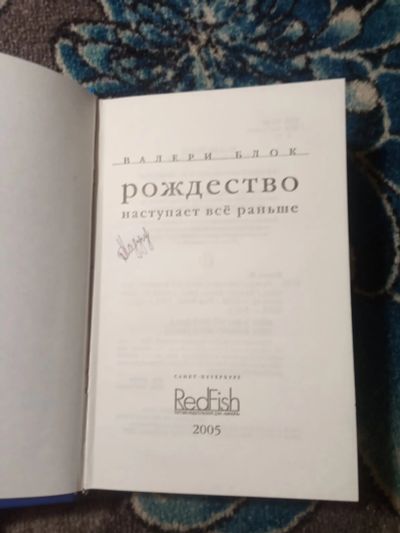 ВАЛЕРИ БЛОК
рождество
наступает всё раньше
САНКТ-ПЕТЕРБУРГ
RedFish
2005